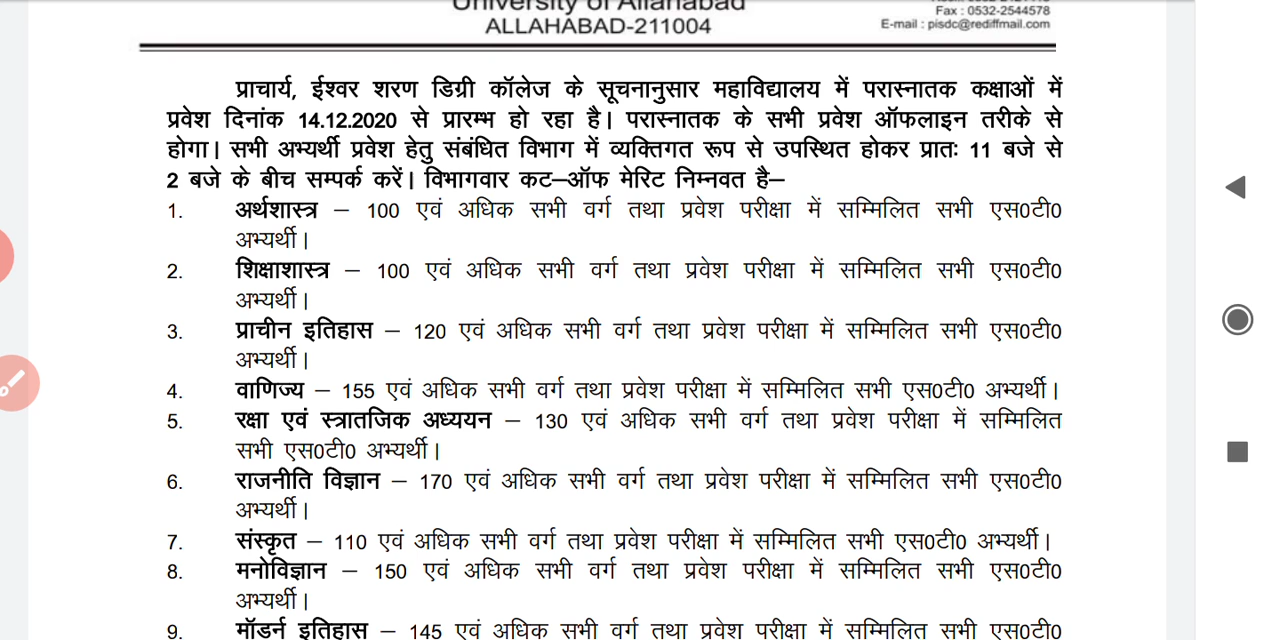 University of Allahabad
ALLAHABAD-211004
Fax : 0532-2544578
E-mail : pisdc@rediffmail.com
प्राचार्य, ईश्वर शरण डिग्री कॉलेज के सूचनानुसार महाविद्यालय में परास्नातक कक्षाओं में
प्रवेश दिनांक 14.12.2020 से प्रारम्भ हो रहा है। परास्नातक के सभी प्रवेश ऑफलाइन तरीके से
होगा। सभी अभ्यर्थी प्रवेश हेतु संबंधित विभाग में व्यक्तिगत रूप से उपस्थित होकर प्रातः 11 बजे से
2 बजे के बीच सम्पर्क करें। विभागवार कट–ऑफ मेरिट निम्नवत है–
1. अर्थशास्त्र – 100 एवं अधिक सभी वर्ग तथा प्रवेश परीक्षा में सम्मिलित सभी एस0टी0
अभ्यर्थी।
2. शिक्षाशास्त्र – 100 एवं अधिक सभी वर्ग तथा प्रवेश परीक्षा में सम्मिलित सभी एस0टी0
अभ्यर्थी।
3. प्राचीन इतिहास – 120 एवं अधिक सभी वर्ग तथा प्रवेश परीक्षा में सम्मिलित सभी एस0टी0
अभ्यर्थी।
4. वाणिज्य – 155 एवं अधिक सभी वर्ग तथा प्रवेश परीक्षा में सम्मिलित सभी एस0टी0 अभ्यर्थी।
5. रक्षा एवं स्त्रातजिक अध्ययन – 130 एवं अधिक सभी वर्ग तथा प्रवेश परीक्षा में सम्मिलित
सभी एस0टी0 अभ्यर्थी।
6. राजनीति विज्ञान – 170 एवं अधिक सभी वर्ग तथा प्रवेश परीक्षा में सम्मिलित सभी एस0टी0
अभ्यर्थी।
7. संस्कृत – 110 एवं अधिक सभी वर्ग तथा प्रवेश परीक्षा में सम्मिलित सभी एस0टी0 अभ्यर्थी।
8. मनोविज्ञान – 150 एवं अधिक सभी वर्ग तथा प्रवेश परीक्षा में सम्मिलित सभी एस0टी0
अभ्यर्थी।
9. मॉडर्न इतिहास – 145 एवं अधिक सभी वर्ग तथा प्रवेश परीक्षा में सम्मिलित सभी एस0टी0